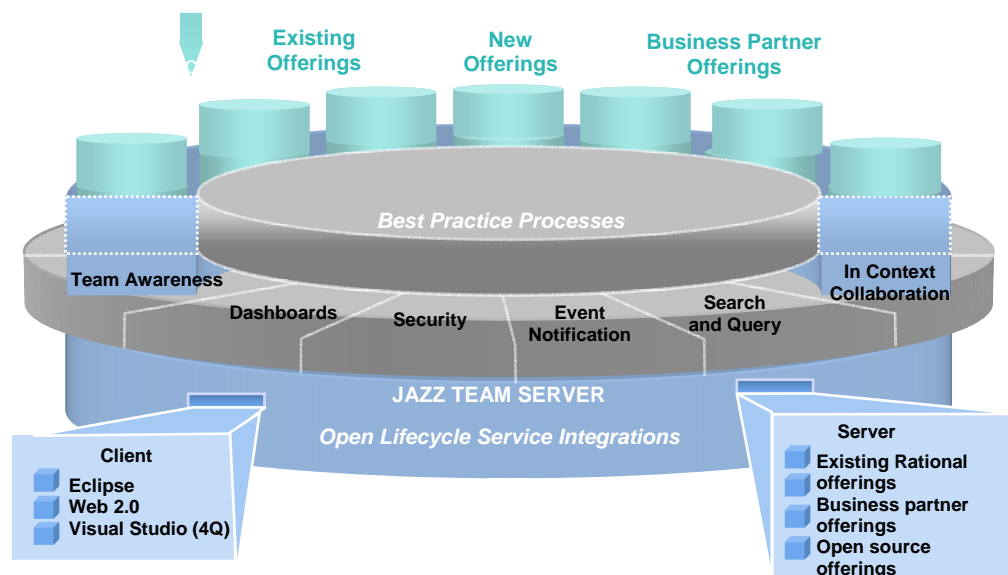 Existing
Offerings
New
Offerings
Business Partner
Offerings
Best Practice Processes
Team Awareness
Dashboards
Security
Event
Notification
Search
and Query
In Context
Collaboration
JAZZ TEAM SERVER
Open Lifecycle Service Integrations
Client
Eclipse
Web 2.0
Visual Studio (4Q)
Server
Existing Rational
offerings
Business partner
offerings
Open source
offerings